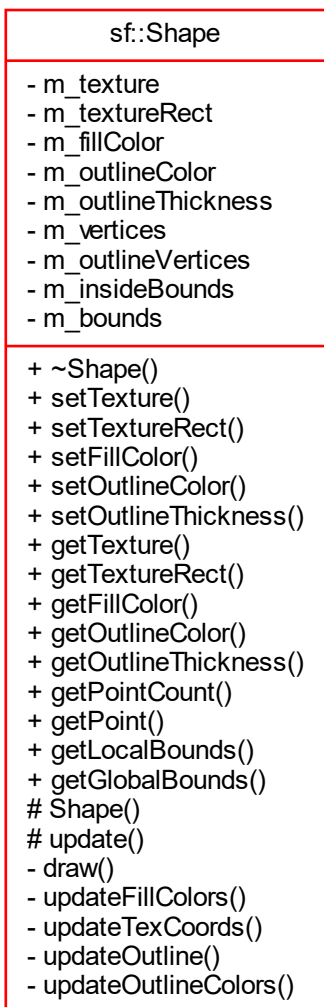 sf::Shape
- m_texture
- m_textureRect
- m_fillColor
- m_outlineColor
- m_outlineThickness
- m_vertices
- m_outlineVertices
- m_insideBounds
- m_bounds
+ ~Shape()
+ setTexture()
+ setTextureRect()
+ setFillColor()
+ setOutlineColor()
+ setOutlineThickness()
+ getTexture()
+ getTextureRect()
+ getFillColor()
+ getOutlineColor()
+ getOutlineThickness()
+ getPointCount()
+ getPoint()
+ getLocalBounds()
+ getGlobalBounds()
# Shape()
# update()
- draw()
- updateFillColors()
- updateTexCoords()
- updateOutline()
- updateOutlineColors()